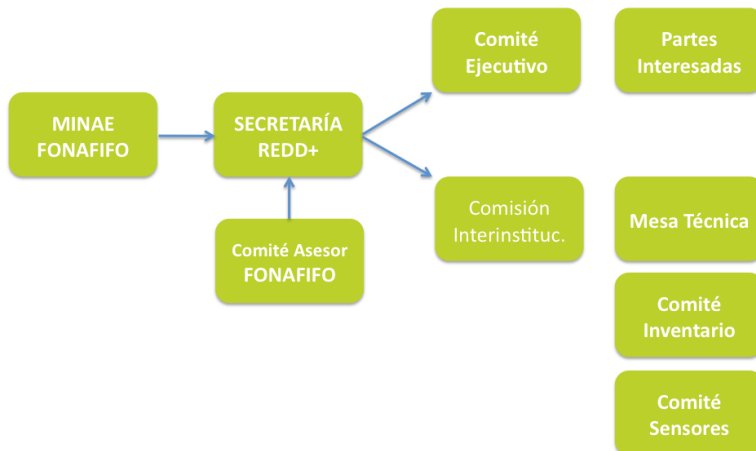 Comité
Ejecutivo
Partes
Interesadas
MINAE
FONAFIFO
SECRETARÍA
REDD+
Comisión
Interinstituc.
Mesa Técnica
Comité Asesor
FONAFIFO
Comité
Inventario
Comité
Sensores